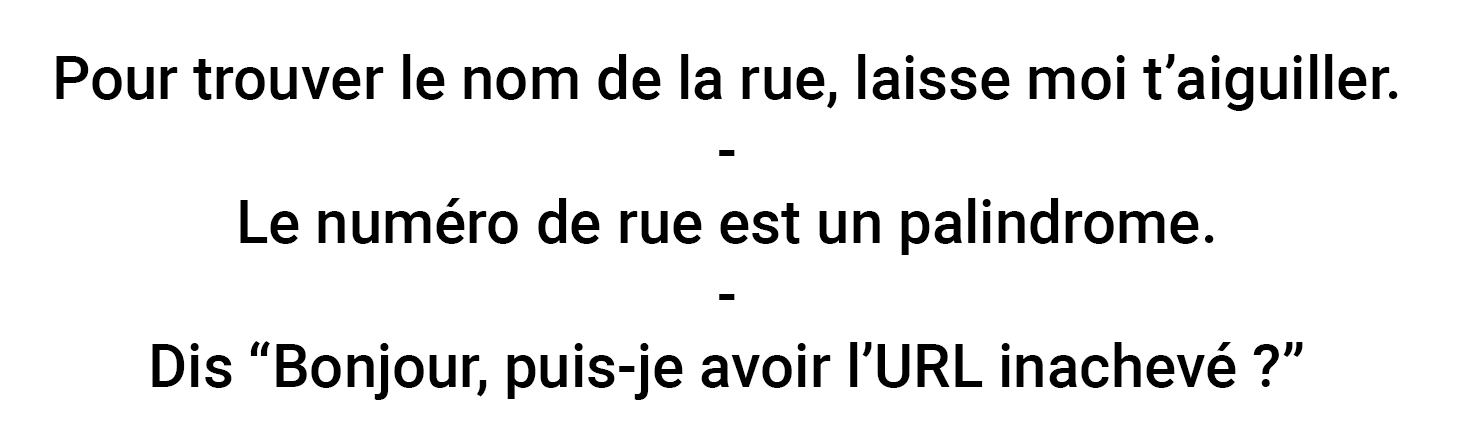 Pour trouver le nom de la rue, laisse moi t’aiguiller.
-
Le numéro de rue est un palindrome.
-
Dis “Bonjour, puis-je avoir l’URL inachevé ?”